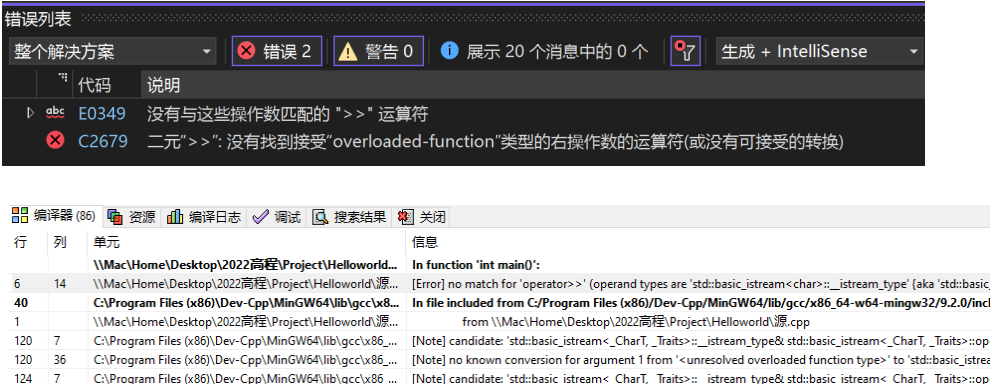 错误列表
整个解决方案 错误 2 警告 0 展示 20 个消息中的 0 个 生成 + IntelliSense
代码 说明
abc E0349 没有与这些操作数匹配的 ">>" 运算符
C2679 二元“>>”: 没有找到接受“overloaded-function”类型的右操作数的运算符(或没有可接受的转换)
编译器 (86) 资源 编译日志 调试 搜索结果 关闭
行 列 单元 信息
\\Mac\Home\Desktop\2022高程\Project\Helloworld... In function 'int main()':
6 14 \\Mac\Home\Desktop\2022高程\Project\Helloworld\源... [Error] no match for 'operator>>' (operand types are 'std::basic_istream<char>::__istream_type' {aka 'std::basic_
40 C:\Program Files (x86)\Dev-Cpp\MinGW64\lib\gcc\x8... In file included from C:/Program Files (x86)/Dev-Cpp/MinGW64/lib/gcc/x86_64-w64-mingw32/9.2.0/incl
1 \\Mac\Home\Desktop\2022高程\Project\Helloworld\源... from \\Mac\Home\Desktop\2022高程\Project\Helloworld\源.cpp
120 7 C:\Program Files (x86)\Dev-Cpp\MinGW64\lib\gcc\x86_... [Note] candidate: 'std::basic_istream<_CharT, _Traits>::__istream_type& std::basic_istream<_CharT, _Traits>::op
120 36 C:\Program Files (x86)\Dev-Cpp\MinGW64\lib\gcc\x86_... [Note] no known conversion for argument 1 from '<unresolved overloaded function type>' to 'std::basic_istrea
124 7 C:\Program Files (x86)\Dev-Cpp\MinGW64\lib\gcc\x86_... [Note] candidate: 'std::basic_istream<_CharT, _Traits>::__istream_type& std::basic_istream<_CharT, _Traits>::op